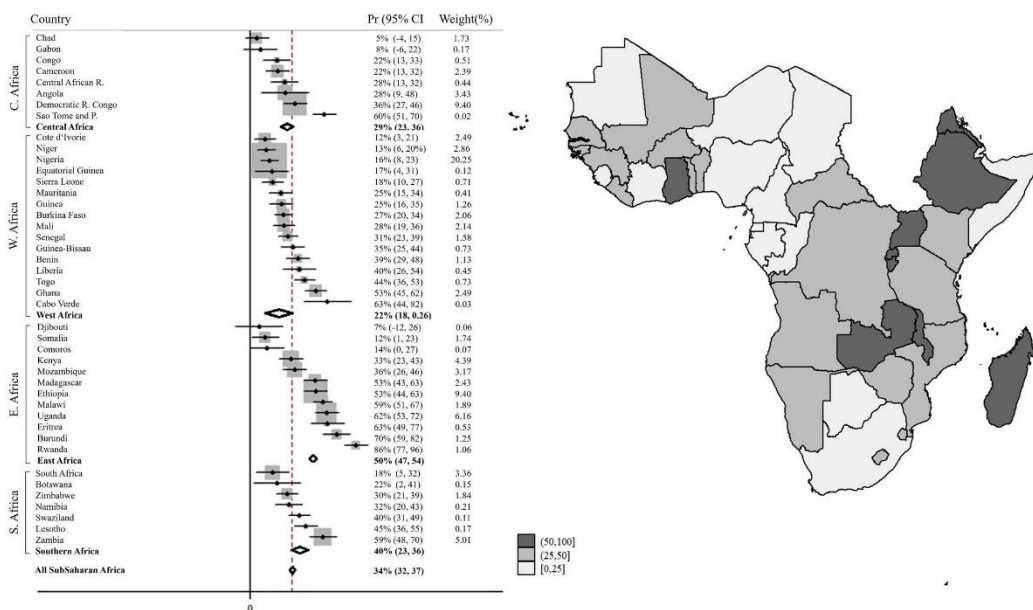 Country Pr (95% CI Weight(%)
C. Africa
Chad 5% (-4, 15) 1.73
Gabon 8% (-6, 22) 0.17
Congo 22% (13, 33) 0.51
Cameroon 22% (13, 32) 2.39
Central African R. 28% (13, 32) 0.44
Angola 28% (9, 48) 3.43
Democratic R. Congo 36% (27, 46) 9.40
Sao Tome and P. 60% (51, 70) 0.02
Central Africa 29% (23, 36)
W. Africa
Cote d'Ivorie 12% (3, 21) 2.49
Niger 13% (6, 20%) 2.86
Nigeria 16% (8, 23) 20.25
Equatorial Guinea 17% (4, 31) 0.12
Sierra Leone 18% (10, 27) 0.71
Mauritania 25% (15, 34) 0.41
Guinea 25% (16, 35) 1.26
Burkina Faso 27% (20, 34) 2.06
Mali 28% (19, 36) 2.14
Senegal 31% (23, 39) 1.58
Guinea-Bissau 35% (25, 44) 0.73
Benin 39% (29, 48) 1.13
Liberia 40% (26, 54) 0.45
Togo 44% (36, 53) 0.73
Ghana 53% (45, 62) 2.49
Cabo Verde 63% (44, 82) 0.03
West Africa 22% (18, 0.26)
E. Africa
Djibouti 7% (-12, 26) 0.06
Somalia 12% (1, 23) 1.74
Comoros 14% (0, 27) 0.07
Kenya 33% (23, 43) 4.39
Mozambique 36% (26, 46) 3.17
Madagascar 53% (43, 63) 2.43
Ethiopia 53% (44, 63) 9.40
Malawi 59% (51, 67) 1.89
Uganda 62% (53, 72) 6.16
Eritrea 63% (49, 77) 0.53
Burundi 70% (59, 82) 1.25
Rwanda 86% (77, 96) 1.06
East Africa 50% (47, 54)
S. Africa
South Africa 18% (5, 32) 3.36
Botswana 22% (2, 41) 0.15
Zimbabwe 30% (21, 39) 1.84
Namibia 32% (20, 43) 0.21
Swaziland 40% (31, 49) 0.11
Lesotho 45% (36, 55) 0.17
Zambia 59% (48, 70) 5.01
Southern Africa 40% (23, 36)
All SubSaharan Africa 34% (32, 37)
0
(50,100]
(25,50]
[0,25]